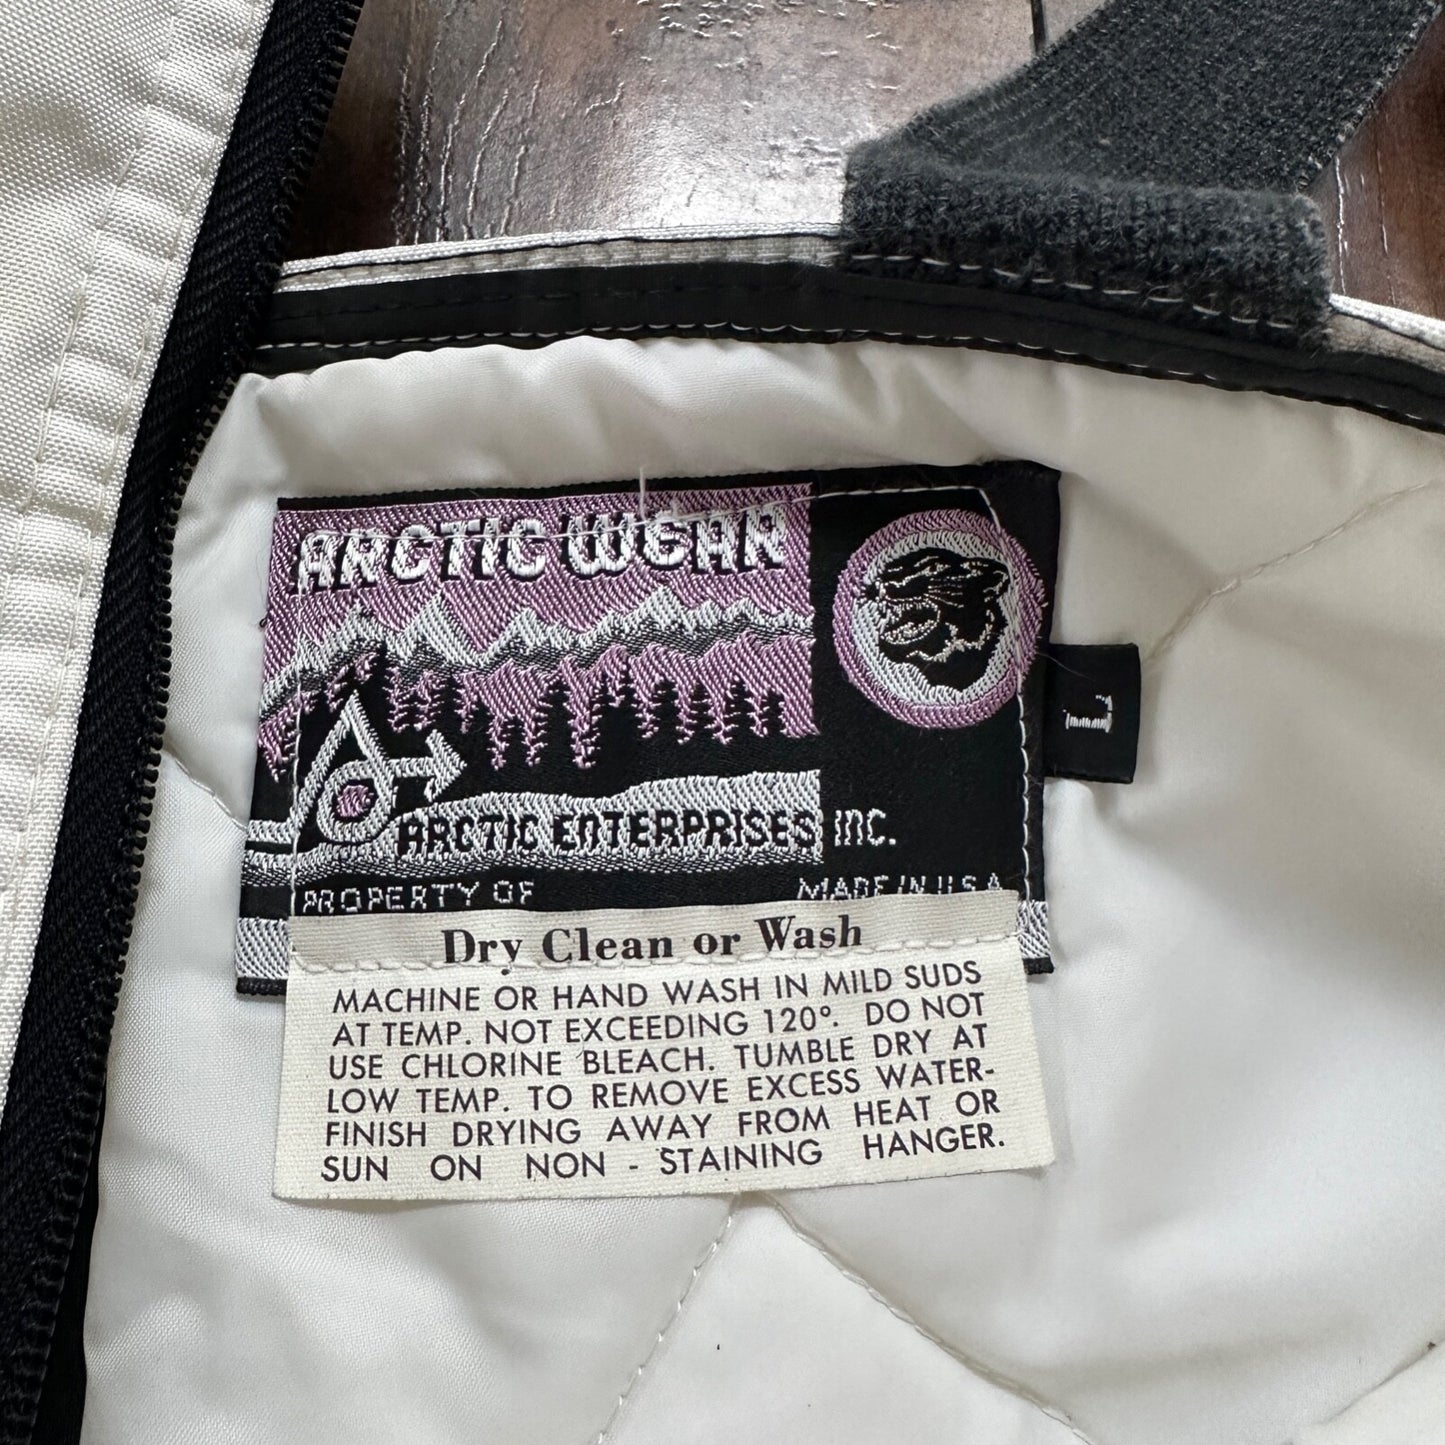 ARCTIC WEAR
ARCTIC ENTERPRISES INC.
PROPERTY OF MADE IN U.S.A
L
Dry Clean or Wash
MACHINE OR HAND WASH IN MILD SUDS
AT TEMP. NOT EXCEEDING 120°. DO NOT
USE CHLORINE BLEACH. TUMBLE DRY AT
LOW TEMP. TO REMOVE EXCESS WATER-
FINISH DRYING AWAY FROM HEAT OR
SUN ON NON - STAINING HANGER.